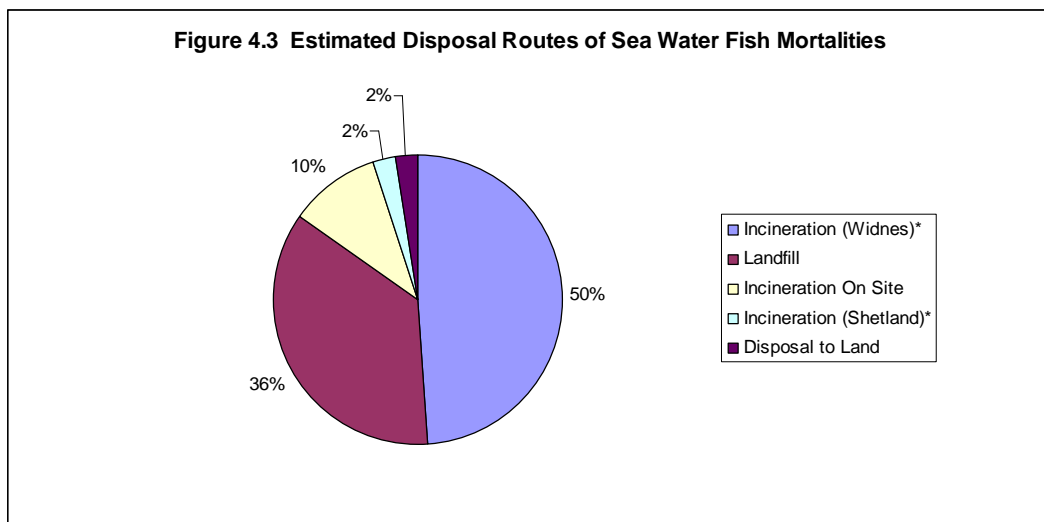 Figure 4.3 Estimated Disposal Routes of Sea Water Fish Mortalities
2%
2%
10%
50%
36%
Incineration (Widnes)*
Landfill
Incineration On Site
Incineration (Shetland)*
Disposal to Land